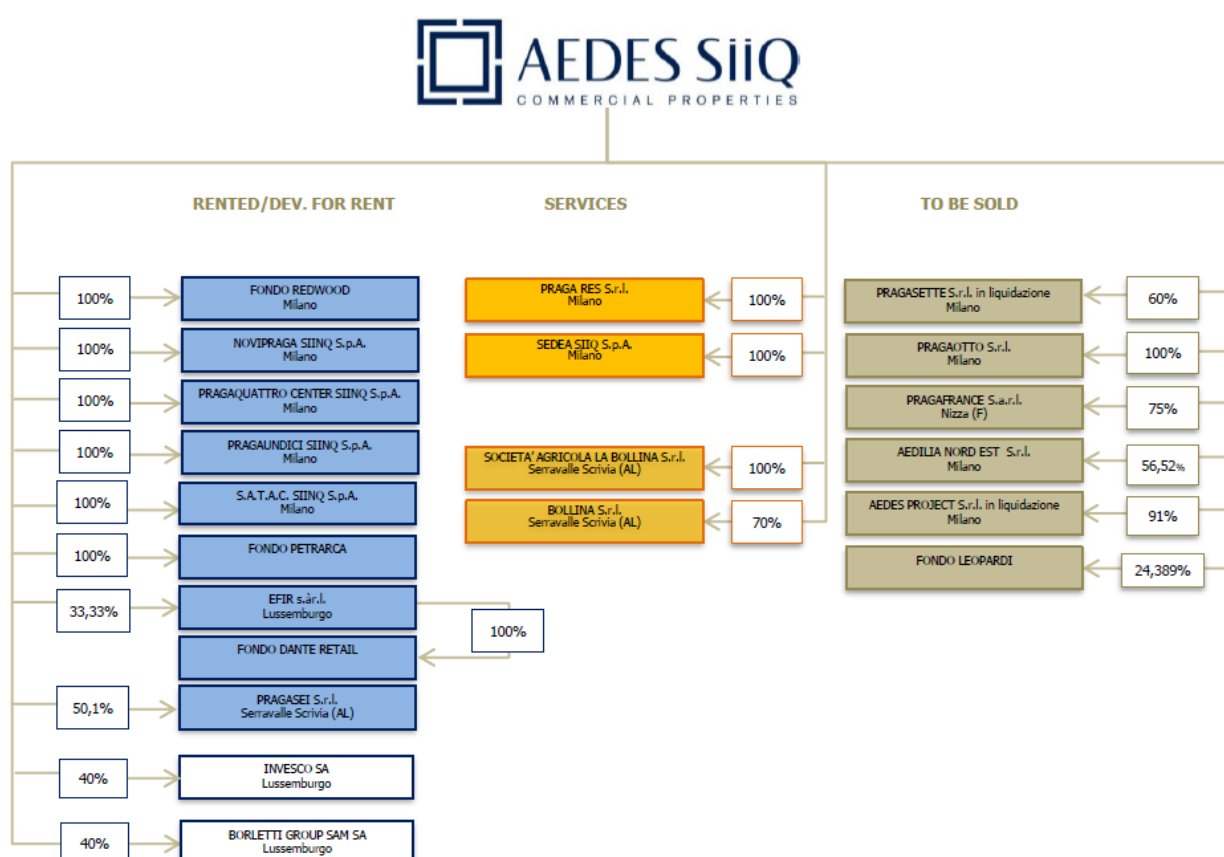 AEDES SiiQ
COMMERCIAL PROPERTIES
RENTED/DEV. FOR RENT
100%
FONDO REDWOOD
Milano
100%
NOVIPRAGA SIINQ S.p.A.
Milano
100%
PRAGAQUATTRO CENTER SIINQ S.p.A.
Milano
100%
PRAGAUNDICI SIINQ S.p.A.
Milano
100%
S.A.T.A.C. SIINQ S.p.A.
Milano
100%
FONDO PETRARCA
33,33%
EFIR s.àr.l.
Lussemburgo
100%
FONDO DANTE RETAIL
50,1%
PRAGASEI S.r.l.
Serravalle Scrivia (AL)
40%
INVESCO SA
Lussemburgo
40%
BORLETTI GROUP SAM SA
Lussemburgo
SERVICES
PRAGA RES S.r.l.
Milano
100%
SEDEA SIIQ S.p.A.
Milano
100%
SOCIETA' AGRICOLA LA BOLLINA S.r.l.
Serravalle Scrivia (AL)
100%
BOLLINA S.r.l.
Serravalle Scrivia (AL)
70%
TO BE SOLD
PRAGASETTE S.r.l. in liquidazione
Milano
60%
PRAGAOTTO S.r.l.
Milano
100%
PRAGAFRANCE S.a.r.l.
Nizza (F)
75%
AEDILIA NORD EST S.r.l.
Milano
56,52%
AEDES PROJECT S.r.l. in liquidazione
Milano
91%
FONDO LEOPARDI
24,389%